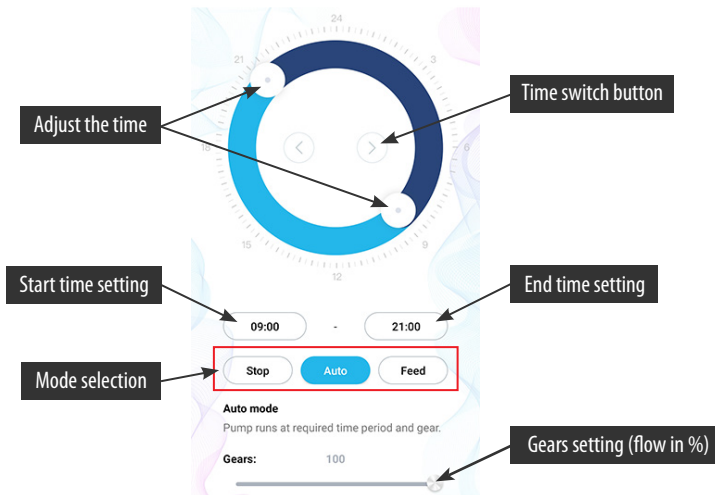 24
21
3
Time switch button
Adjust the time
18
6
15
9
12
Start time setting
End time setting
09:00 - 21:00
Stop Auto Feed
Mode selection
Auto mode
Pump runs at required time period and gear.
Gears setting (flow in %)
Gears: 100